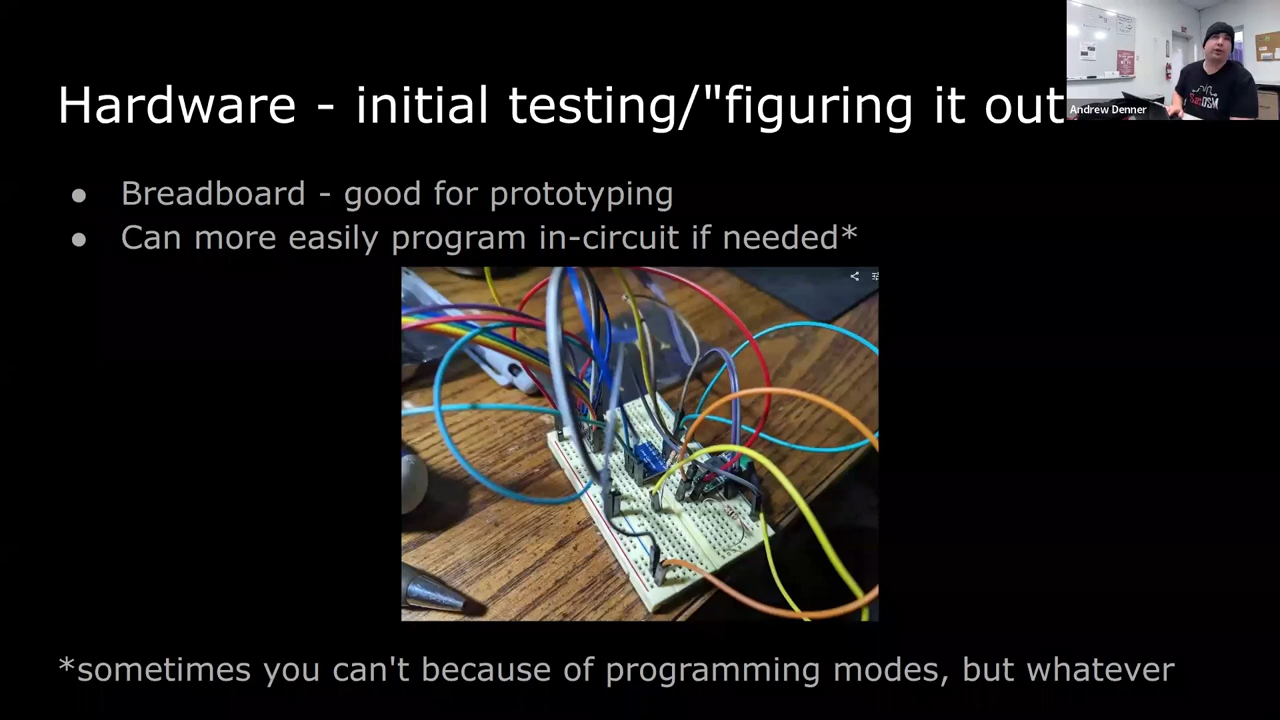 Hardware - initial testing/"figuring it out
Andrew Denner
● Breadboard - good for prototyping
● Can more easily program in-circuit if needed*
*sometimes you can't because of programming modes, but whatever